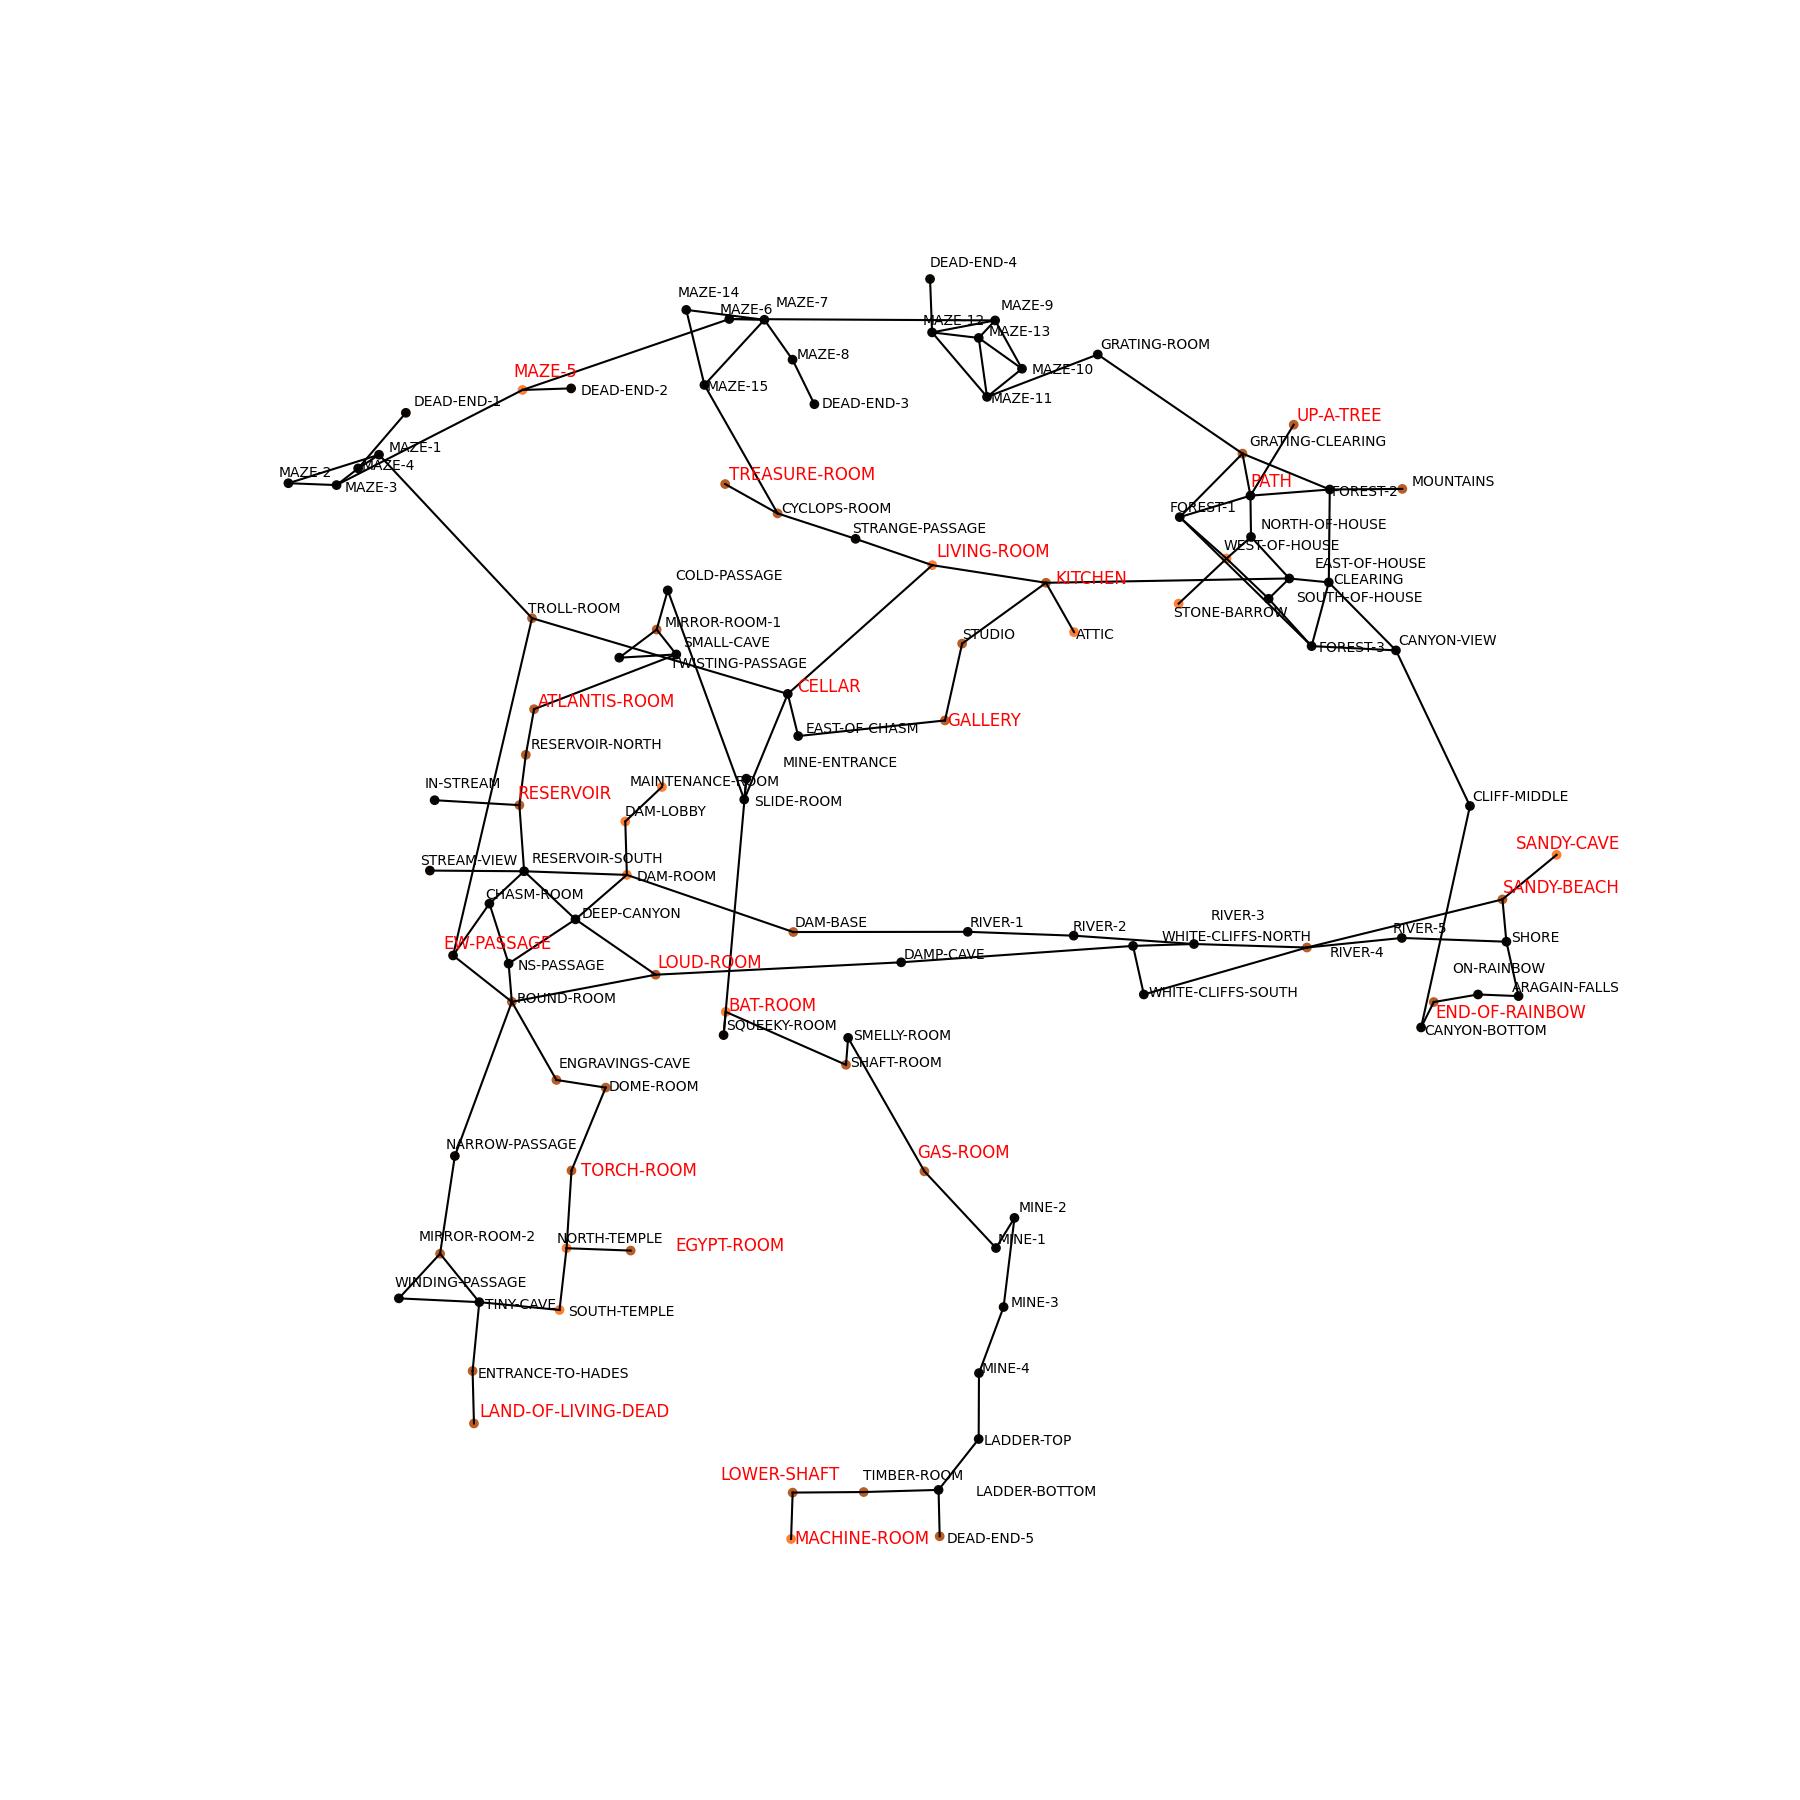 DEAD-END-4
MAZE-14
MAZE-6
MAZE-7
MAZE-9
MAZE-12
MAZE-13
GRATING-ROOM
MAZE-8
MAZE-5
MAZE-10
MAZE-15
DEAD-END-2
MAZE-11
DEAD-END-1
DEAD-END-3
UP-A-TREE
GRATING-CLEARING
MAZE-1
MAZE-4
MAZE-2
MAZE-3
TREASURE-ROOM
PATH
MOUNTAINS
FOREST-2
CYCLOPS-ROOM
FOREST-1
STRANGE-PASSAGE
NORTH-OF-HOUSE
LIVING-ROOM
WEST-OF-HOUSE
EAST-OF-HOUSE
COLD-PASSAGE
KITCHEN
CLEARING
SOUTH-OF-HOUSE
TROLL-ROOM
STONE-BARROW
MIRROR-ROOM-1
STUDIO
ATTIC
CANYON-VIEW
SMALL-CAVE
FOREST-3
TWISTING-PASSAGE
CELLAR
ATLANTIS-ROOM
GALLERY
EAST-OF-CHASM
RESERVOIR-NORTH
MINE-ENTRANCE
IN-STREAM
MAINTENANCE-ROOM
RESERVOIR
CLIFF-MIDDLE
SLIDE-ROOM
DAM-LOBBY
SANDY-CAVE
STREAM-VIEW
RESERVOIR-SOUTH
DAM-ROOM
SANDY-BEACH
CHASM-ROOM
DEEP-CANYON
RIVER-3
DAM-BASE
RIVER-1
RIVER-2
RIVER-5
EW-PASSAGE
WHITE-CLIFFS-NORTH
SHORE
DAMP-CAVE
RIVER-4
NS-PASSAGE
LOUD-ROOM
ON-RAINBOW
ARAGAIN-FALLS
ROUND-ROOM
WHITE-CLIFFS-SOUTH
BAT-ROOM
END-OF-RAINBOW
SQUEEKY-ROOM
CANYON-BOTTOM
SMELLY-ROOM
ENGRAVINGS-CAVE
SHAFT-ROOM
DOME-ROOM
NARROW-PASSAGE
GAS-ROOM
TORCH-ROOM
MINE-2
MIRROR-ROOM-2
NORTH-TEMPLE
EGYPT-ROOM
MINE-1
WINDING-PASSAGE
TINY-CAVE
SOUTH-TEMPLE
MINE-3
ENTRANCE-TO-HADES
MINE-4
LAND-OF-LIVING-DEAD
LADDER-TOP
LOWER-SHAFT
TIMBER-ROOM
LADDER-BOTTOM
MACHINE-ROOM
DEAD-END-5